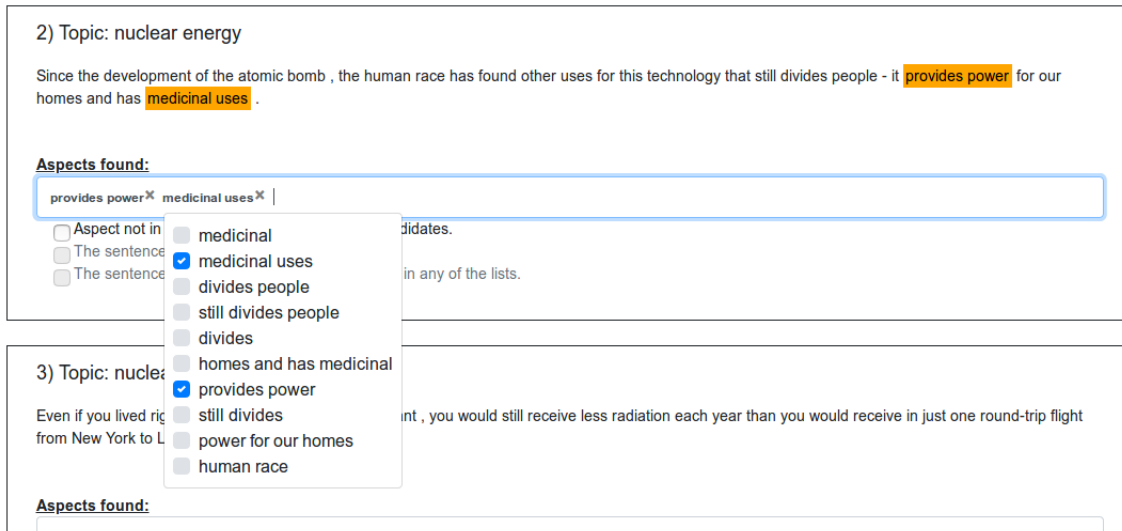 2) Topic: nuclear energy
Since the development of the atomic bomb , the human race has found other uses for this technology that still divides people - it provides power for our
homes and has medicinal uses .
Aspects found:
provides power× medicinal uses×
Aspect not in didates.
The sentence
The sentence in any of the lists.
medicinal
medicinal uses
divides people
still divides people
divides
homes and has medicinal
provides power
still divides
power for our homes
human race
3) Topic: nuclea
Even if you lived rig nt , you would still receive less radiation each year than you would receive in just one round-trip flight
from New York to L
Aspects found: